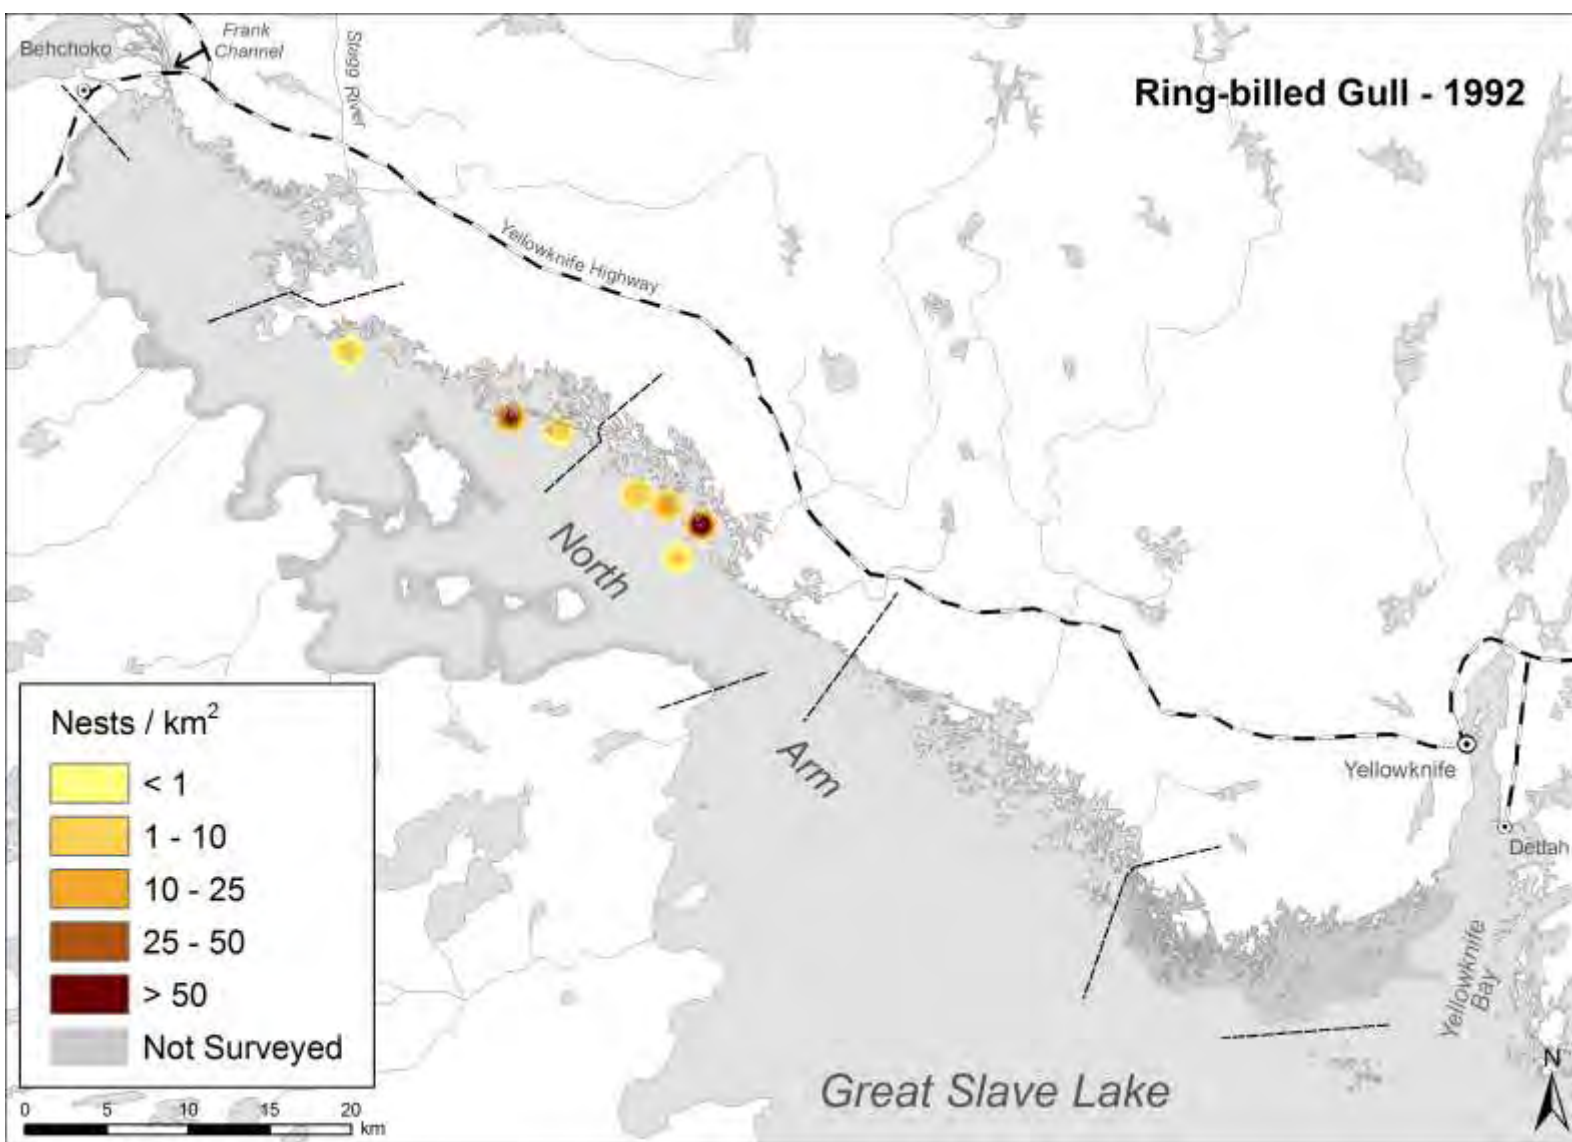 Behchoko
Frank
Channel
Stagg River
Ring-billed Gull - 1992
Yellowknife Highway
North
Arm
Yellowknife
Dettah
Yellowknife
Bay
Great Slave Lake
N
Nests / km²
< 1
1 - 10
10 - 25
25 - 50
> 50
Not Surveyed
0 5 10 15 20
km